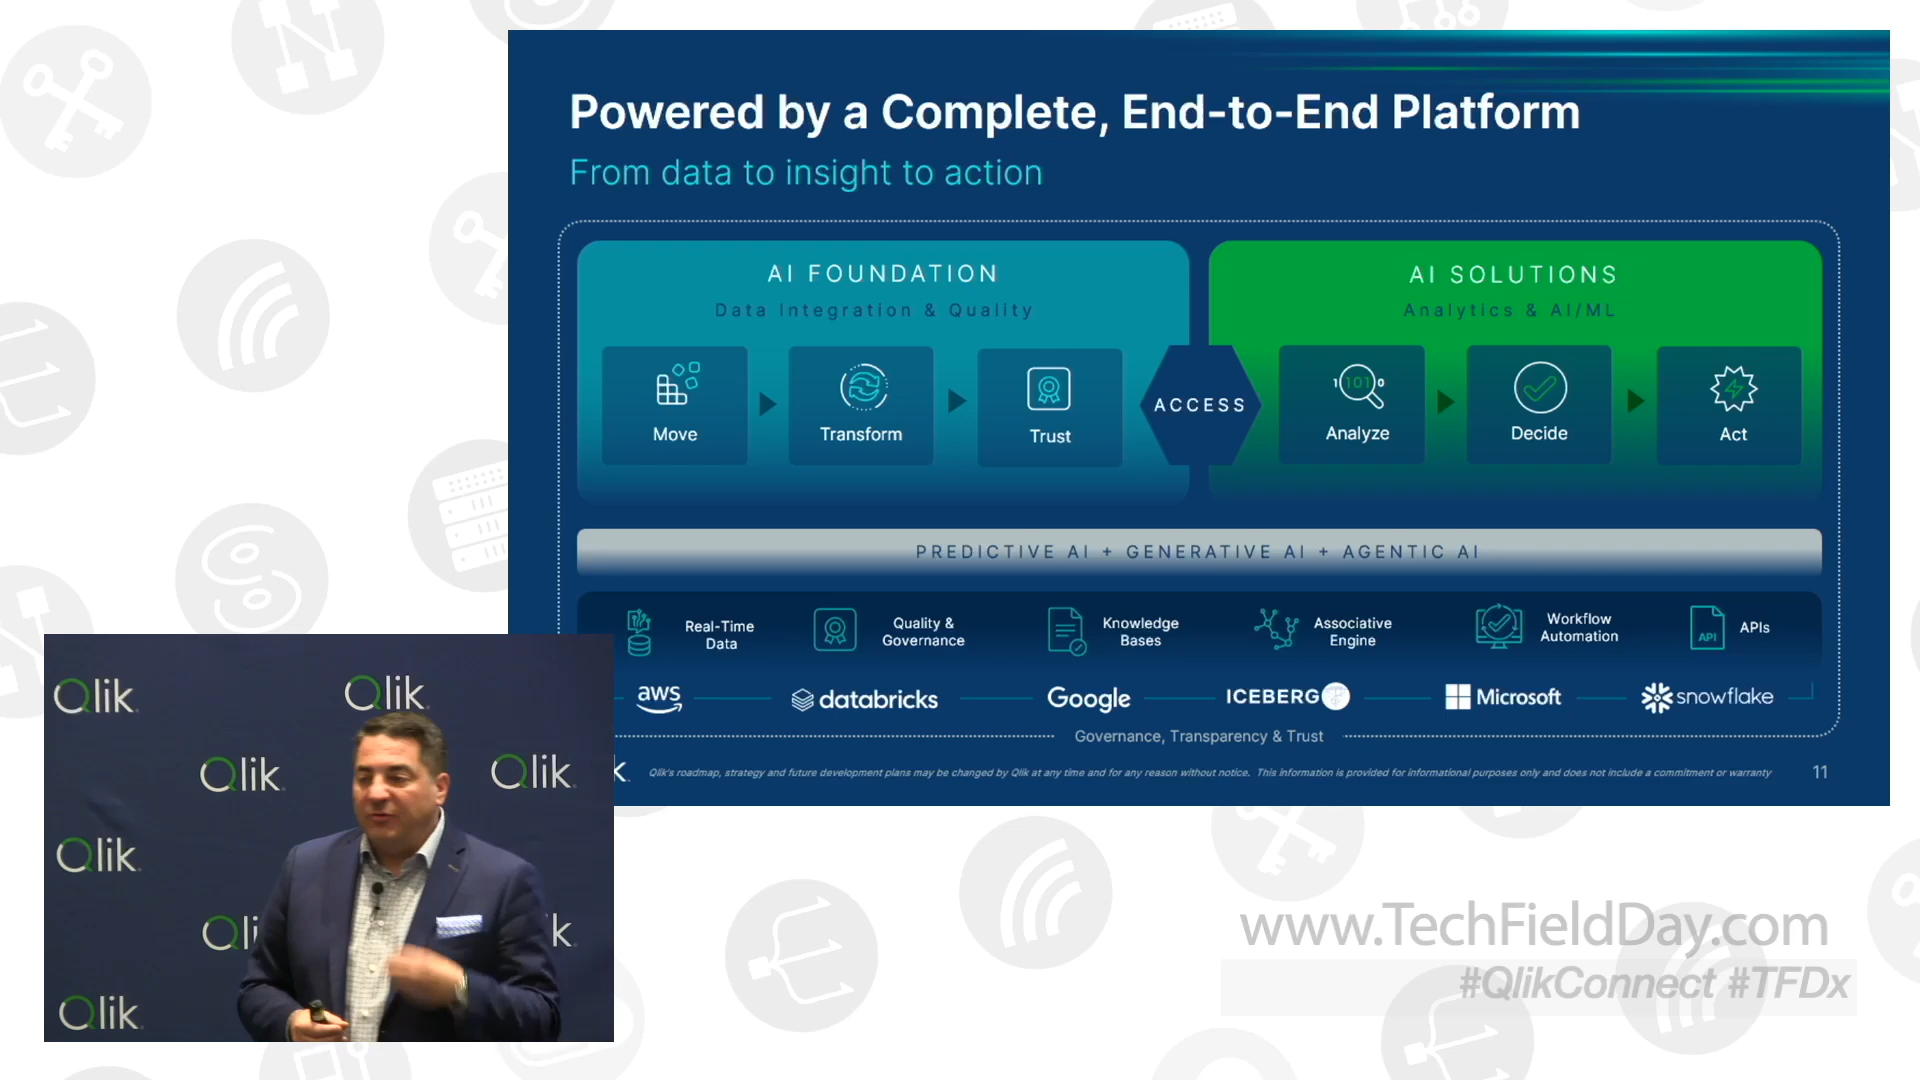 Powered by a Complete, End-to-End Platform
From data to insight to action
AI FOUNDATION
Data Integration & Quality
Move
Transform
Trust
ACCESS
AI SOLUTIONS
Analytics & AI/ML
Analyze
Decide
Act
PREDICTIVE AI + GENERATIVE AI + AGENTIC AI
Real-Time
Data
Quality &
Governance
Knowledge
Bases
Associative
Engine
Workflow
Automation
API
APIs
aws
databricks
Google
ICEBERG
Microsoft
snowflake
Governance, Transparency & Trust
k.
Qlik's roadmap, strategy and future development plans may be changed by Qlik at any time and for any reason without notice. This information is provided for informational purposes only and does not include a commitment or warranty
11
101
Qlik.
Qlik.
Qlik.
Qlik.
Qlik.
Qli
k.
Qlik.
www.TechFieldDay.com
#QlikConnect #TFDx